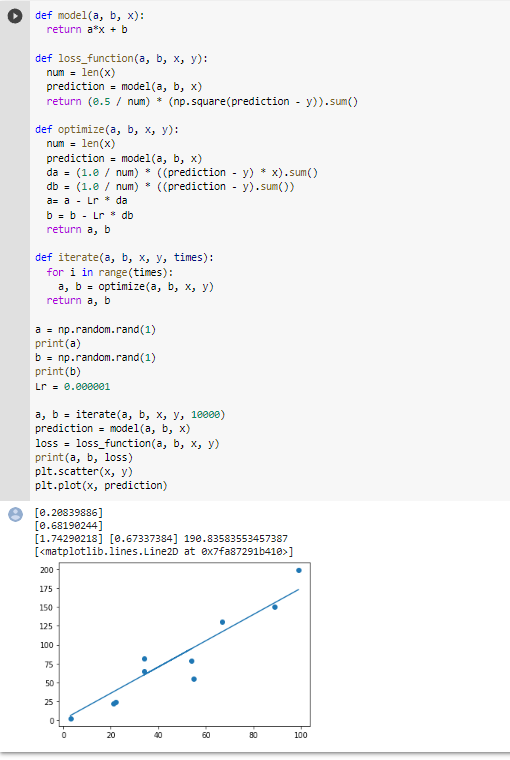 def model(a, b, x):
  return a*x + b

def loss_function(a, b, x, y):
  num = len(x)
  prediction = model(a, b, x)
  return (0.5 / num) * (np.square(prediction - y)).sum()

def optimize(a, b, x, y):
  num = len(x)
  prediction = model(a, b, x)
  da = (1.0 / num) * ((prediction - y) * x).sum()
  db = (1.0 / num) * ((prediction - y).sum())
  a= a - Lr * da
  b = b - Lr * db
  return a, b

def iterate(a, b, x, y, times):
  for i in range(times):
    a, b = optimize(a, b, x, y)
  return a, b

a = np.random.rand(1)
print(a)
b = np.random.rand(1)
print(b)
Lr = 0.000001

a, b = iterate(a, b, x, y, 10000)
prediction = model(a, b, x)
loss = loss_function(a, b, x, y)
print(a, b, loss)
plt.scatter(x, y)
plt.plot(x, prediction)
[0.20839886]
[0.68190244]
[1.74290218] [0.67337384] 190.83583553457387
[<matplotlib.lines.Line2D at 0x7fa87291b410>]
200
175
150
125
100
75
50
25
0
0 20 40 60 80 100